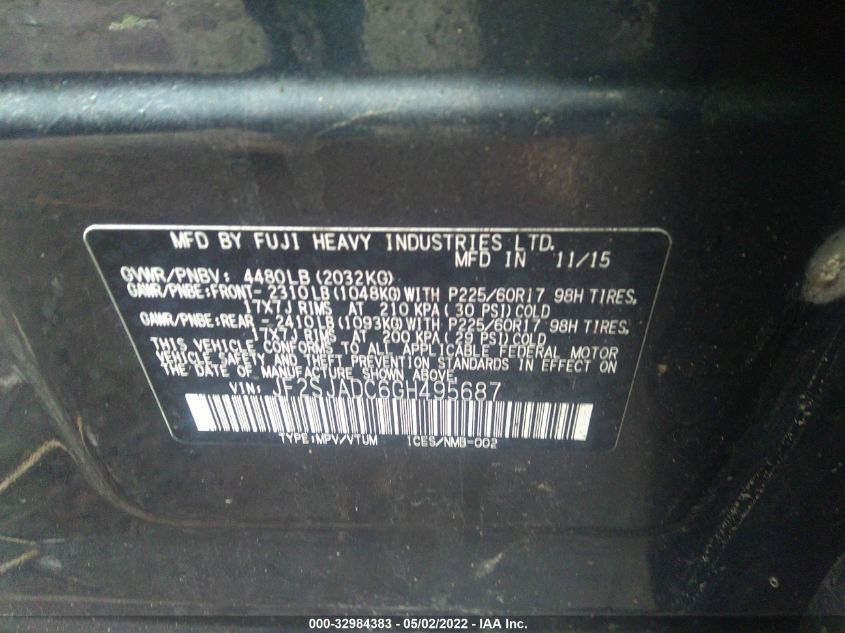 MFD BY FUJI HEAVY INDUSTRIES LTD.
MFD IN 11/15
GVWR/PNBV: 4480LB(2032KG)
GAWR/PNBE:FRONT- 2310LB(1048KG)WITH P225/60R17 98H TIRES,
17X7J RIMS AT 210 KPA(30 PSI)COLD
GAWR/PNBE:REAR -2410LB(1093KG)WITH P225/60R17 98H TIRES,
17X7J RIMS AT 200 KPA(29 PSI)COLD
THIS VEHICLE CONFORMS TO ALL APPLICABLE FEDERAL MOTOR
VEHICLE SAFETY AND THEFT PREVENTION STANDARDS IN EFFECT ON
THE DATE OF MANUFACTURE SHOWN ABOVE.
VIN: JF2SJADC6GH495687
TYPE:MPV/VTUM ICES/NMB-002
000-32984383 - 05/02/2022 - IAA Inc.